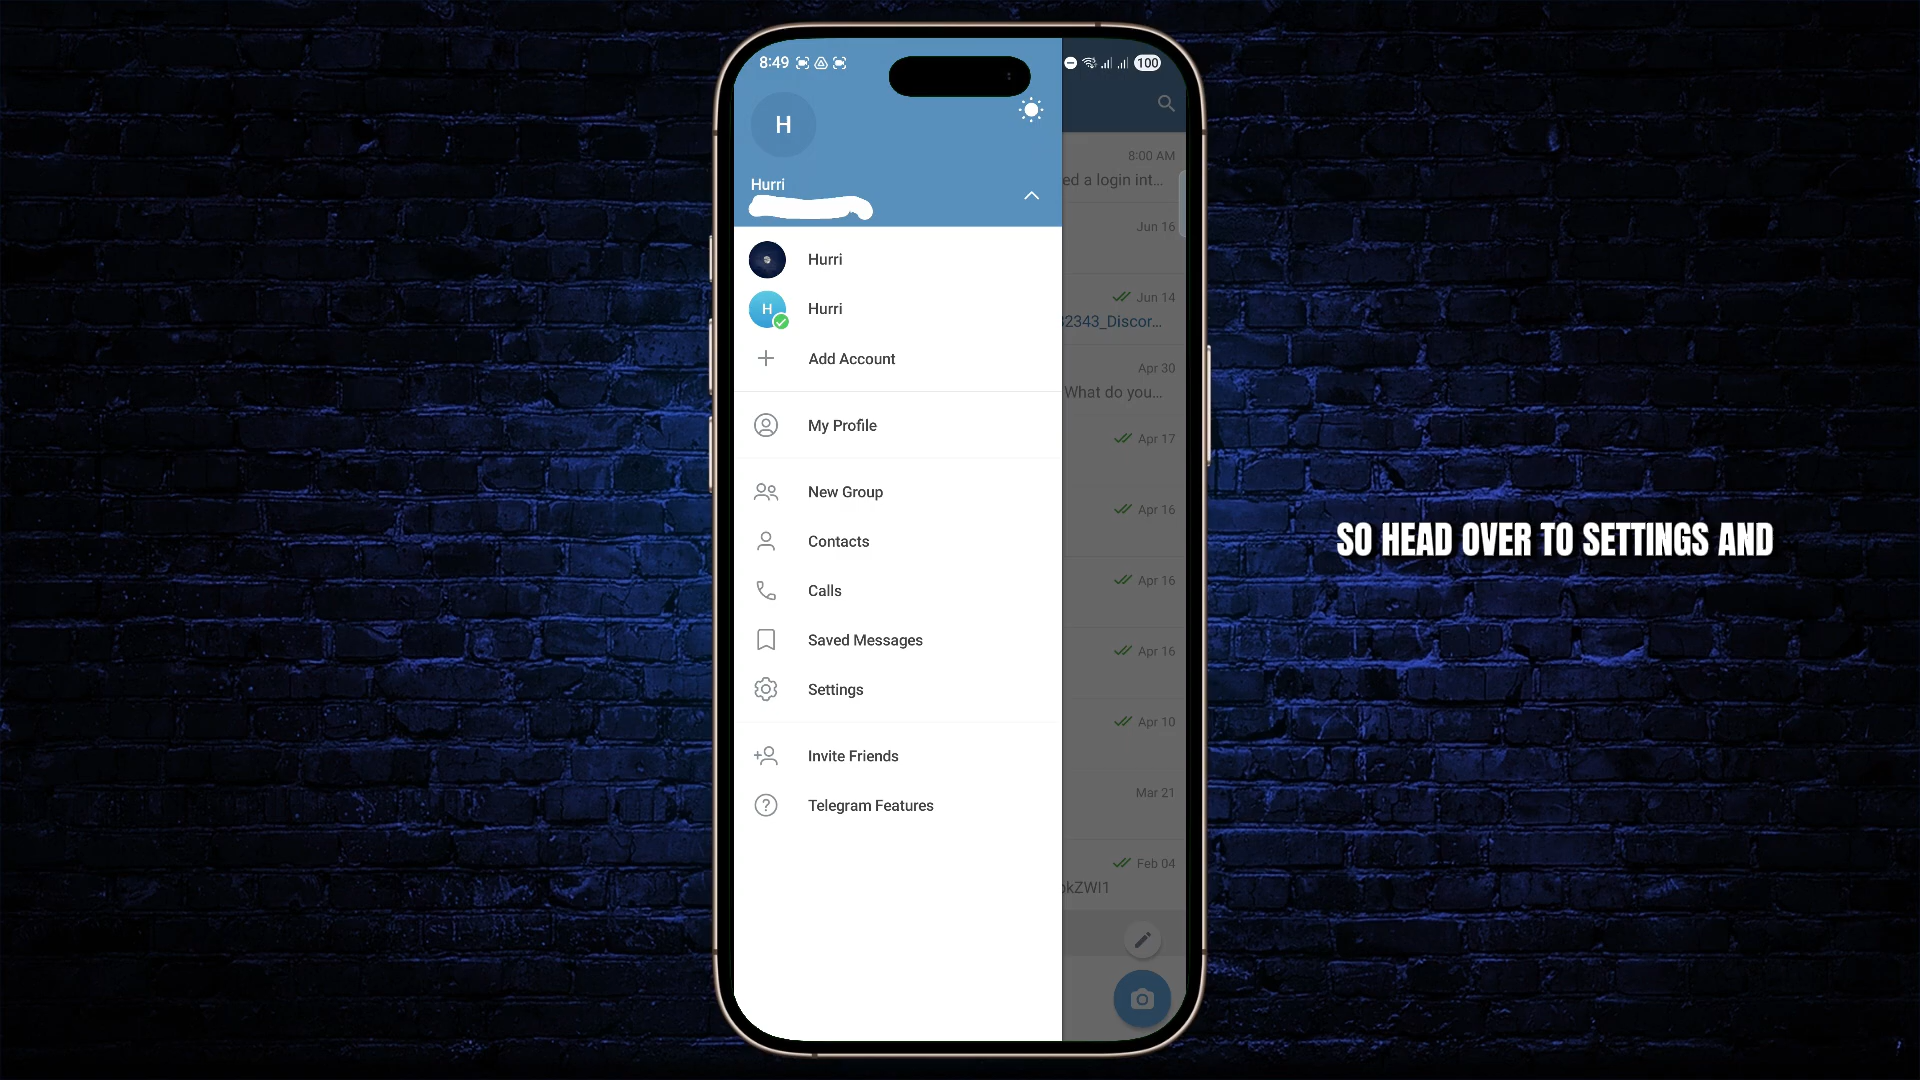 8:49
100
H
Hurri
Hurri
H
Hurri
Add Account
My Profile
New Group
Contacts
Calls
Saved Messages
Settings
Invite Friends
Telegram Features
8:00 AM
ed a login int...
Jun 16
Jun 14
2343_Discor...
Apr 30
What do you...
Apr 17
Apr 16
Apr 16
Apr 16
Apr 10
Mar 21
Feb 04
kZWI1
SO HEAD OVER TO SETTINGS AND